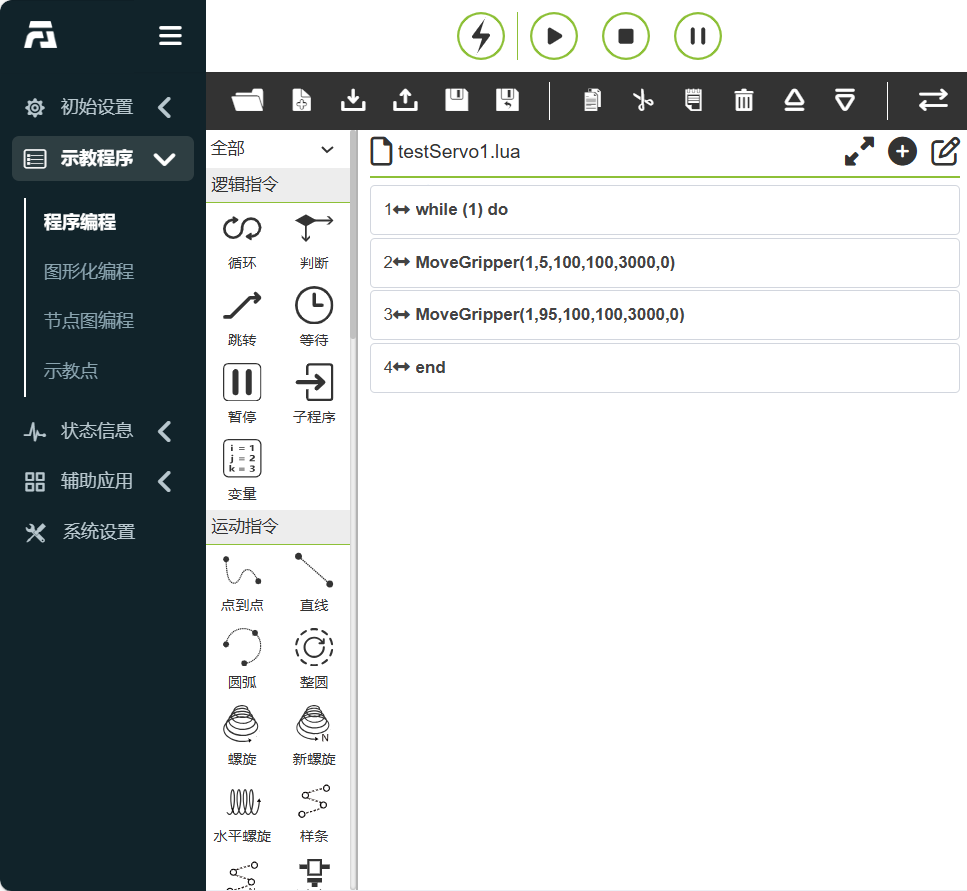 初始设置
示教程序
程序编程
图形化编程
节点图编程
示教点
状态信息
辅助应用
系统设置
全部
逻辑指令
循环 判断
跳转 等待
暂停 子程序
i = 1
j = 2
k = 3
变量
运动指令
点到点 直线
圆弧 整圆
N
螺旋 新螺旋
水平螺旋 样条
testServo1.lua
1 while (1) do
2 MoveGripper(1,5,100,100,3000,0)
3 MoveGripper(1,95,100,100,3000,0)
4 end